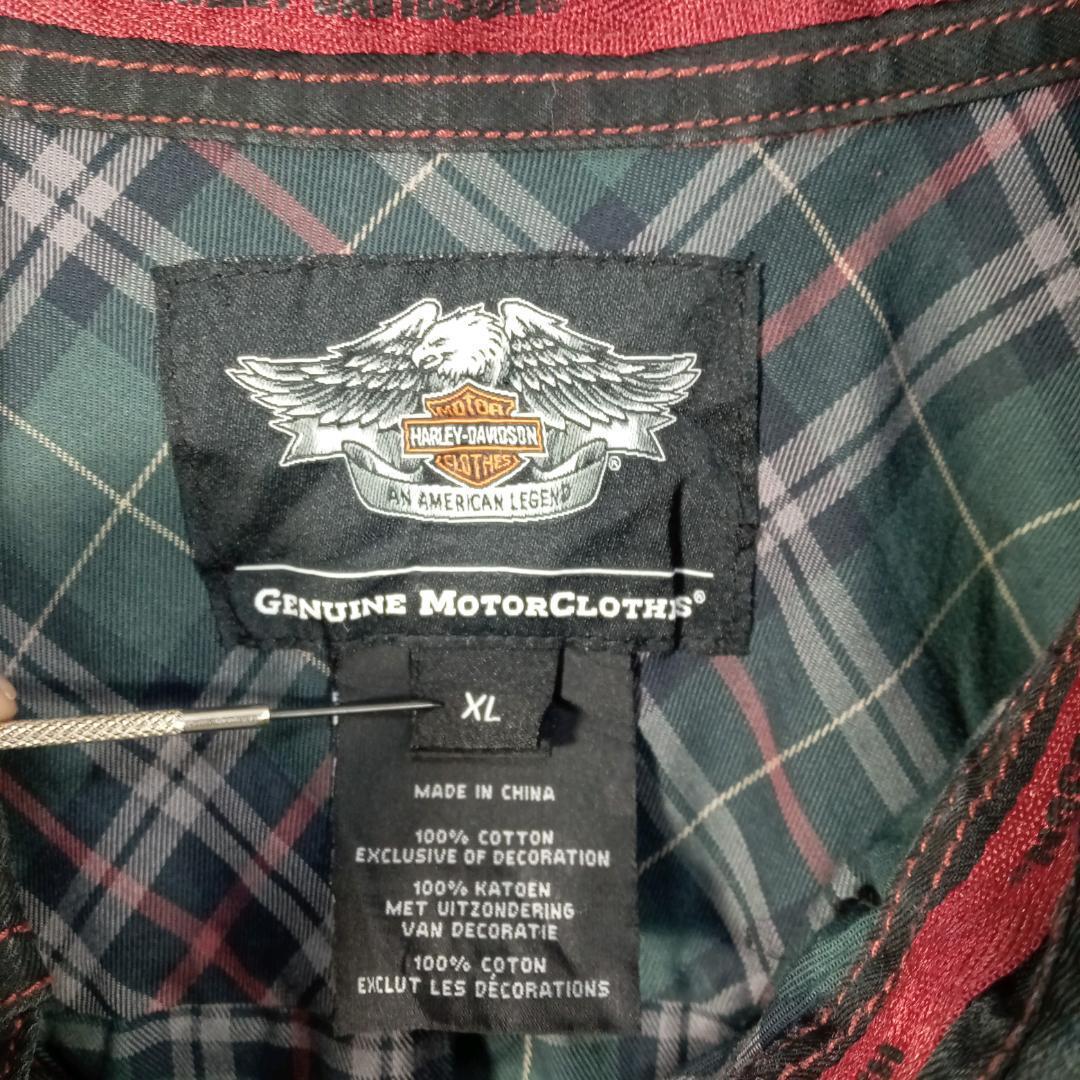 DAVIDSON
MOTOR
HARLEY-DAVIDSON
CLOTHES
®
AN AMERICAN LEGEND
GENUINE MOTORCLOTHES®
XL
MADE IN CHINA
100% COTTON
EXCLUSIVE OF DECORATION
100% KATOEN
MET UITZONDERING
VAN DECORATIE
100% COTON
EXCLUT LES DÉCORATIONS